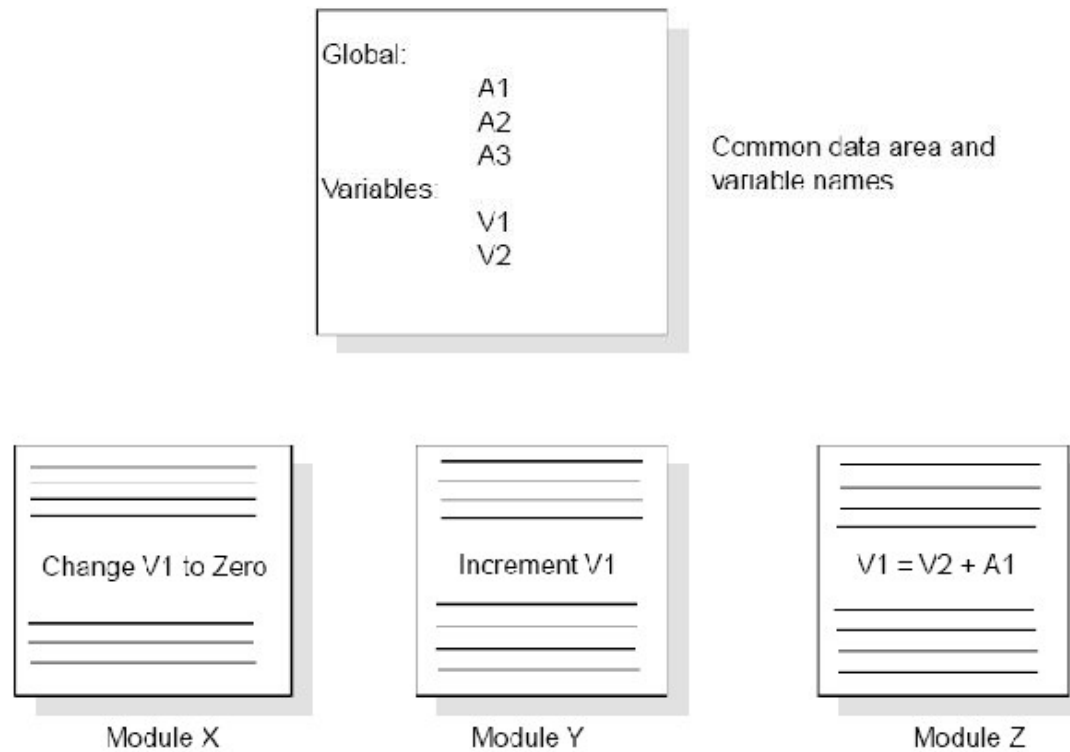 Global:
A1
A2
A3
Variables:
V1
V2
Common data area and
variable names
Change V1 to Zero
Increment V1
V1 = V2 + A1
Module X
Module Y
Module Z